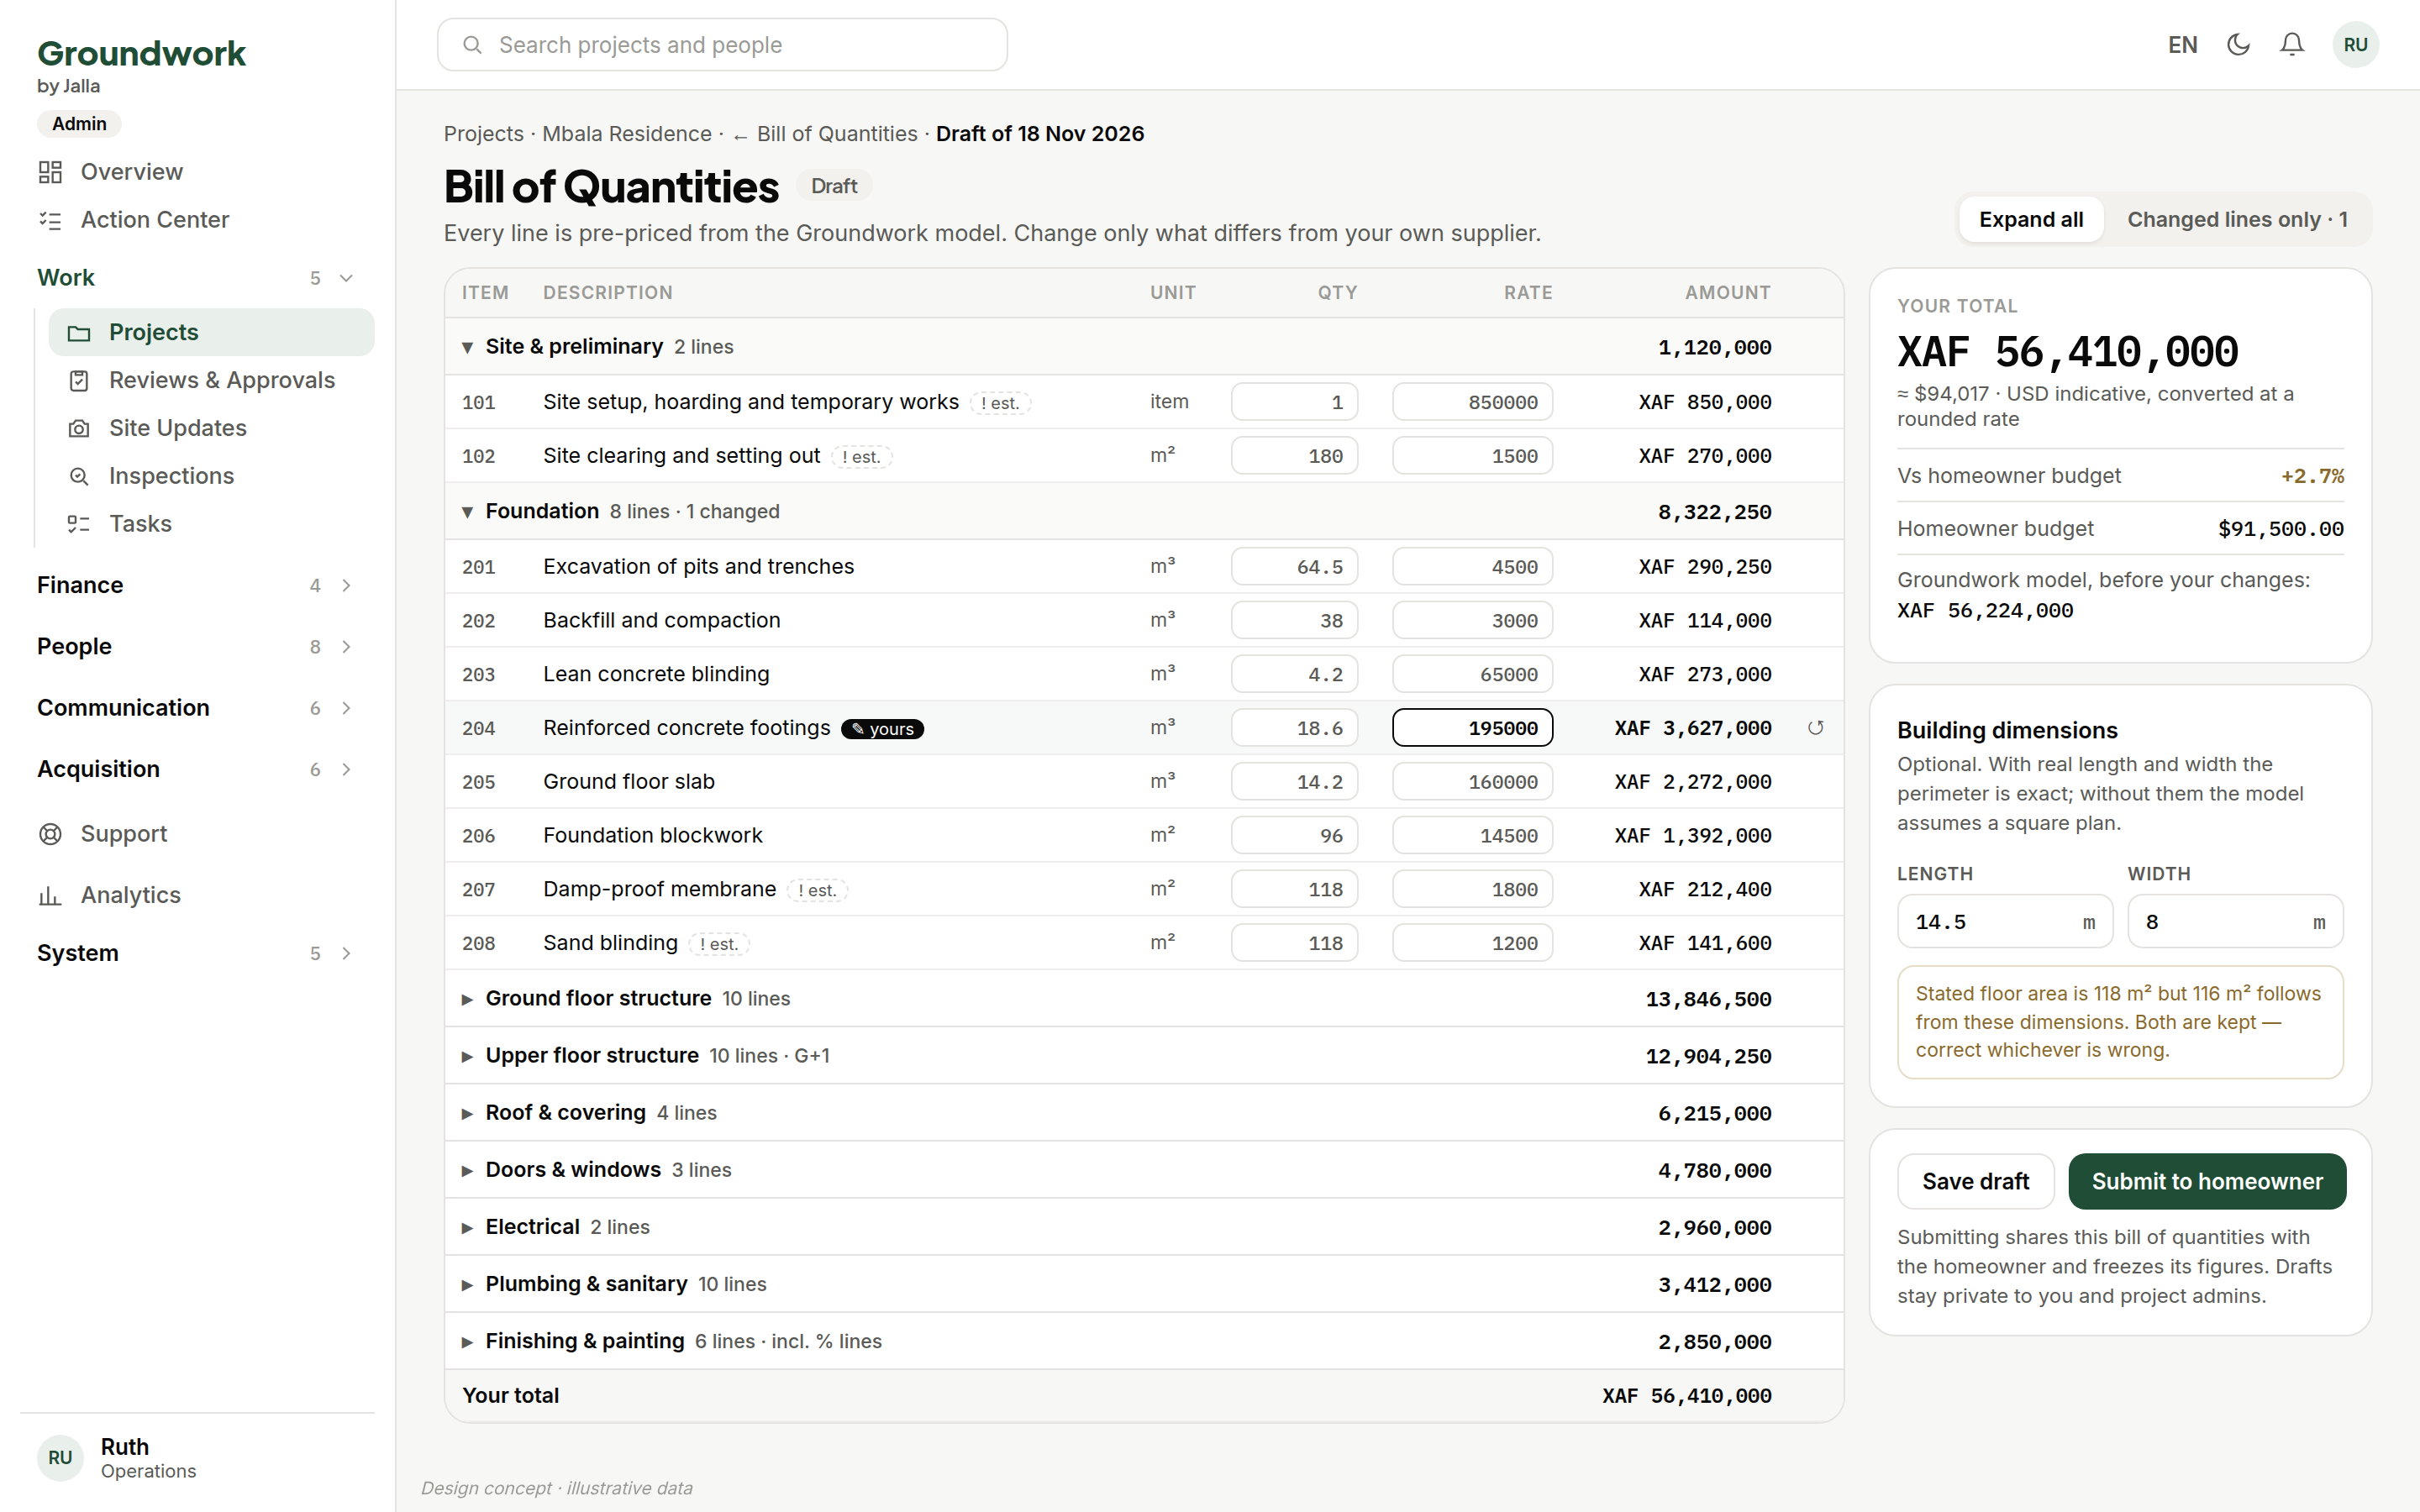 Groundwork
by Jalla
Admin
Overview
Action Center
Work 5
Projects
Reviews & Approvals
Site Updates
Inspections
Tasks
Finance 4
People 8
Communication 6
Acquisition 6
Support
Analytics
System 5
RU
Ruth
Operations
Search projects and people
EN
RU
Projects · Mbala Residence · ← Bill of Quantities · Draft of 18 Nov 2026
Bill of Quantities Draft
Every line is pre-priced from the Groundwork model. Change only what differs from your own supplier.
Expand all Changed lines only · 1
ITEM DESCRIPTION UNIT QTY RATE AMOUNT
▼ Site & preliminary 2 lines 1,120,000
101 Site setup, hoarding and temporary works ! est. item 1 850000 XAF 850,000
102 Site clearing and setting out ! est. m² 180 1500 XAF 270,000
▼ Foundation 8 lines · 1 changed 8,322,250
201 Excavation of pits and trenches m³ 64.5 4500 XAF 290,250
202 Backfill and compaction m³ 38 3000 XAF 114,000
203 Lean concrete blinding m³ 4.2 65000 XAF 273,000
204 Reinforced concrete footings ✎ yours m³ 18.6 195000 XAF 3,627,000 ↺
205 Ground floor slab m³ 14.2 160000 XAF 2,272,000
206 Foundation blockwork m² 96 14500 XAF 1,392,000
207 Damp-proof membrane ! est. m² 118 1800 XAF 212,400
208 Sand blinding ! est. m² 118 1200 XAF 141,600
▶ Ground floor structure 10 lines 13,846,500
▶ Upper floor structure 10 lines · G+1 12,904,250
▶ Roof & covering 4 lines 6,215,000
▶ Doors & windows 3 lines 4,780,000
▶ Electrical 2 lines 2,960,000
▶ Plumbing & sanitary 10 lines 3,412,000
▶ Finishing & painting 6 lines · incl. % lines 2,850,000
Your total XAF 56,410,000
YOUR TOTAL
XAF 56,410,000
≈ $94,017 · USD indicative, converted at a
rounded rate
Vs homeowner budget +2.7%
Homeowner budget $91,500.00
Groundwork model, before your changes:
XAF 56,224,000
Building dimensions
Optional. With real length and width the
perimeter is exact; without them the model
assumes a square plan.
LENGTH WIDTH
14.5 m 8 m
Stated floor area is 118 m² but 116 m² follows
from these dimensions. Both are kept —
correct whichever is wrong.
Save draft Submit to homeowner
Submitting shares this bill of quantities with
the homeowner and freezes its figures. Drafts
stay private to you and project admins.
Design concept · illustrative data